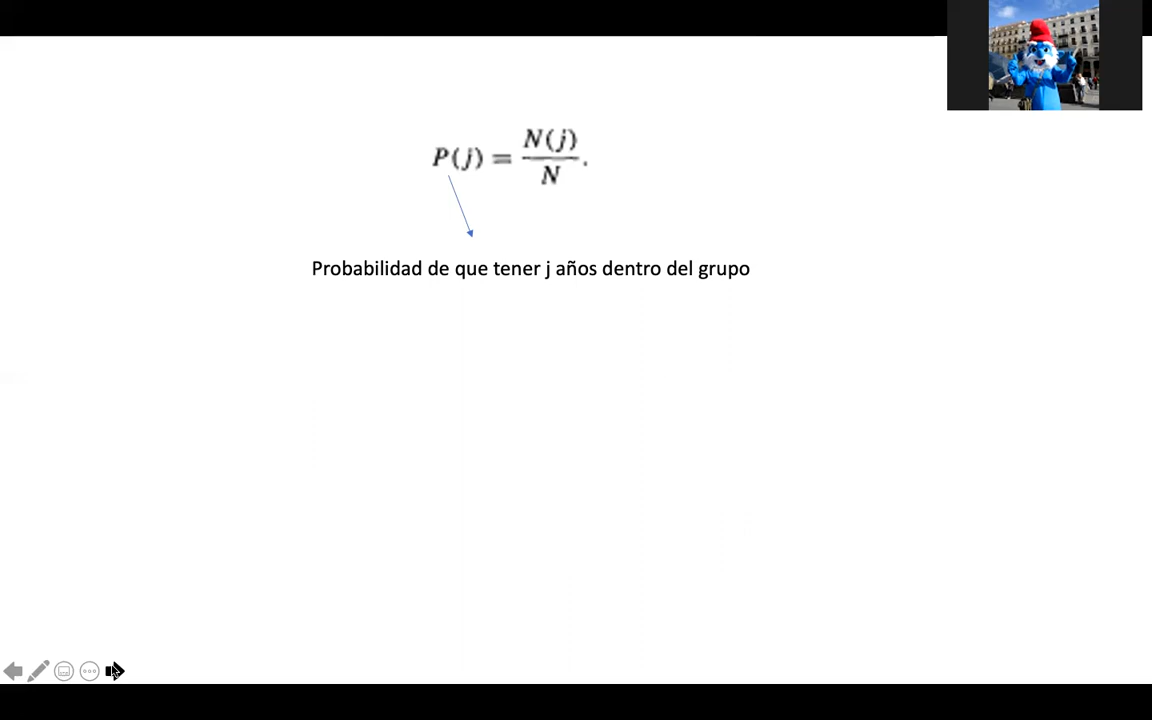 P(j) = N(j)/N.
Probabilidad de que tener j años dentro del grupo